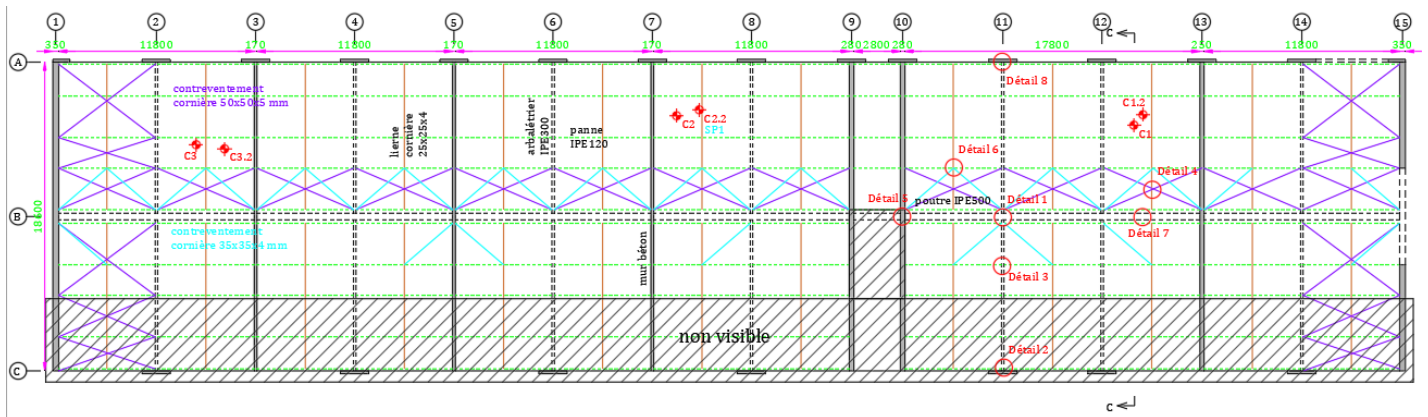 1 2 3 4 5 6 7 8 9 10 11 12 13 14 15
350 11800 170 11800 170 11800 170 11800 280 2800 280 17800 250 11800 350
C
A
Détail 8
contreventement
cornière 50x50x5 mm
lierne
cornière
25x25x4
arbalétrier
IPE300
panne
IPE120
C2 C2.2
SP1
C1.2
C1
C3 C3.2
Détail 6
Détail 4
Détail 5
poutre IPE500
Détail 1
B
Détail 7
contreventement
cornière 35x35x4 mm
mur béton
Détail 3
non visible
Détail 2
C
C